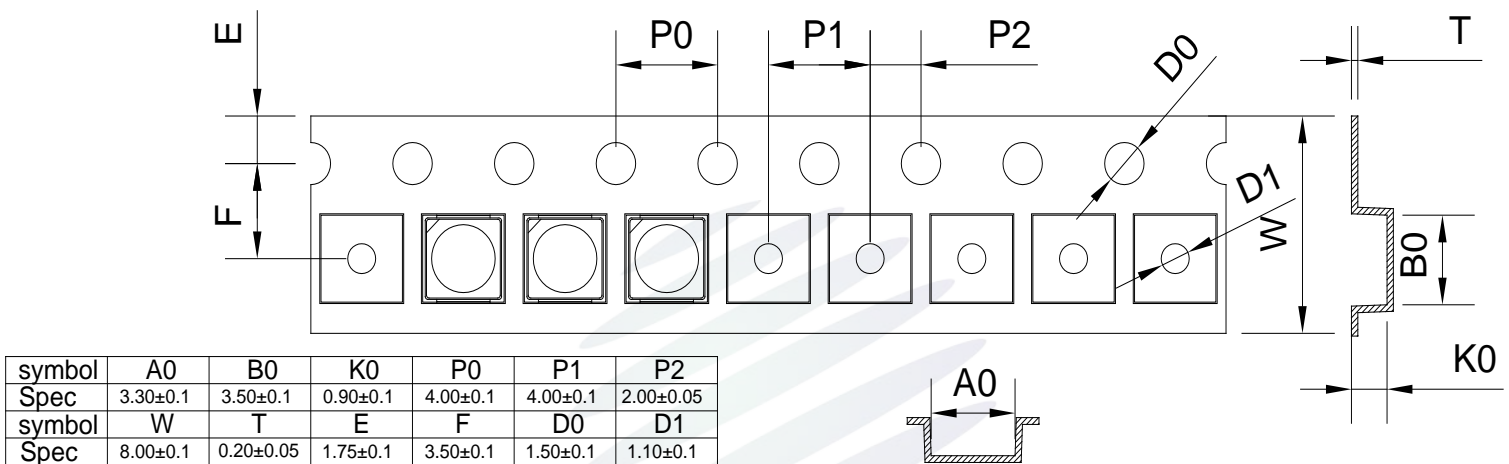 E
P0 P1 P2 T
D0
D1
F
W
B0
K0
A0
symbol A0 B0 K0 P0 P1 P2
Spec 3.30±0.1 3.50±0.1 0.90±0.1 4.00±0.1 4.00±0.1 2.00±0.05
symbol W T E F D0 D1
Spec 8.00±0.1 0.20±0.05 1.75±0.1 3.50±0.1 1.50±0.1 1.10±0.1